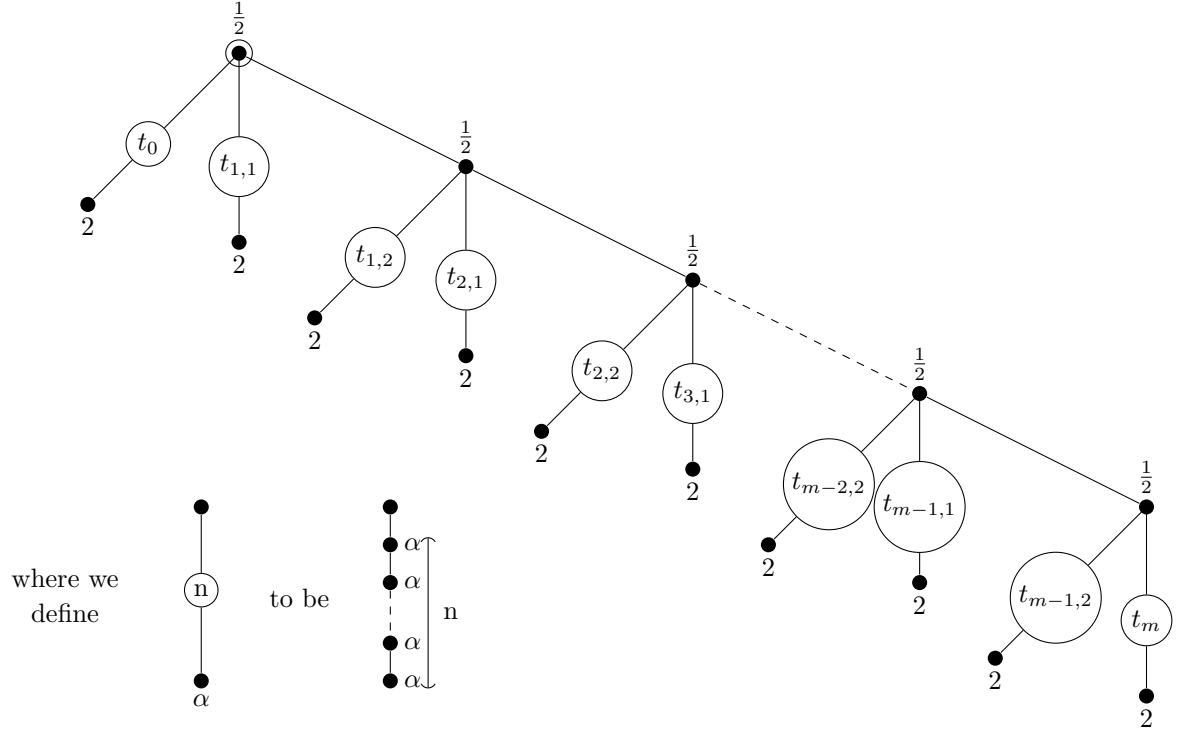 1/2
t_0
t_{1,1}
2
2
1/2
t_{1,2}
t_{2,1}
2
2
1/2
t_{2,2}
t_{3,1}
2
2
1/2
t_{m−2,2}
t_{m−1,1}
2
2
1/2
t_{m−1,2}
t_m
2
2
where we
define
n
α
to be
α
α
α
α
n